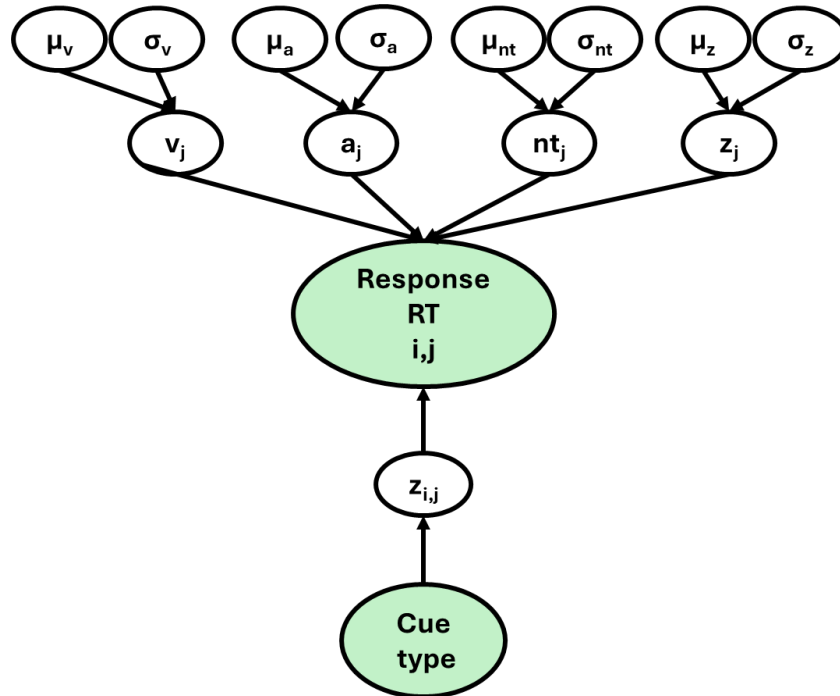 μv σv μa σa μnt σnt μz σz
vj aj ntj zj
Response
RT
i,j
zi,j
Cue
type